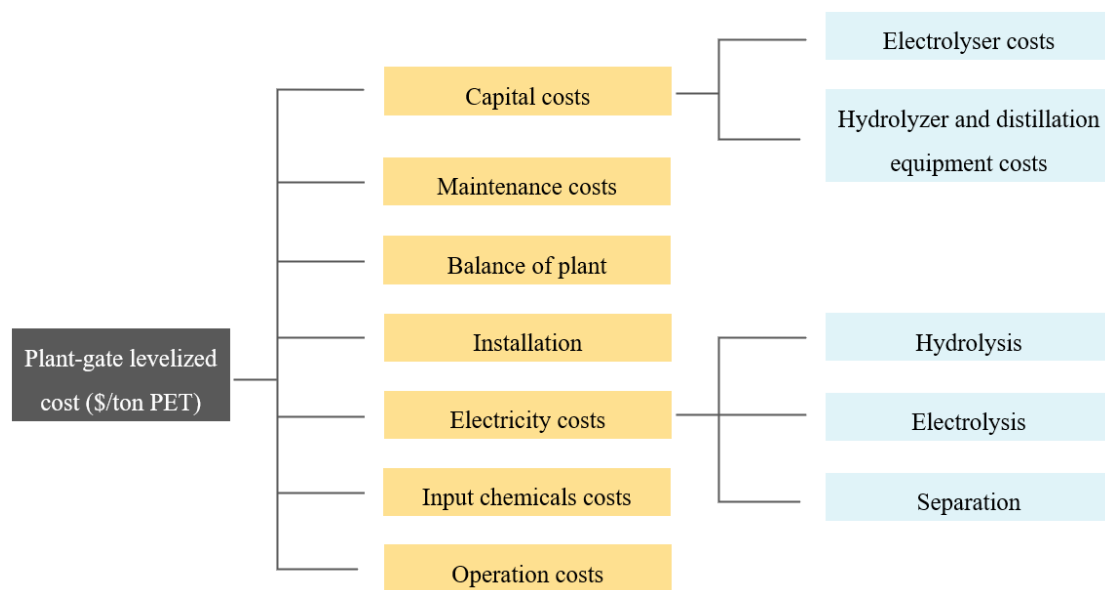 Plant-gate levelized
cost ($/ton PET)
Capital costs
Maintenance costs
Balance of plant
Installation
Electricity costs
Input chemicals costs
Operation costs
Electrolyser costs
Hydrolyzer and distillation
equipment costs
Hydrolysis
Electrolysis
Separation